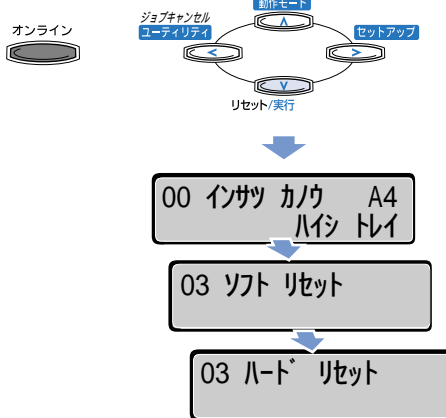 動作モード
ジョブキャンセル
オンライン
ユーティリティ
セットアップ
リセット/実行
00 インサツ カノウ A4
ハイシ トレイ
03 ソフト リセット
03 ハード リセット